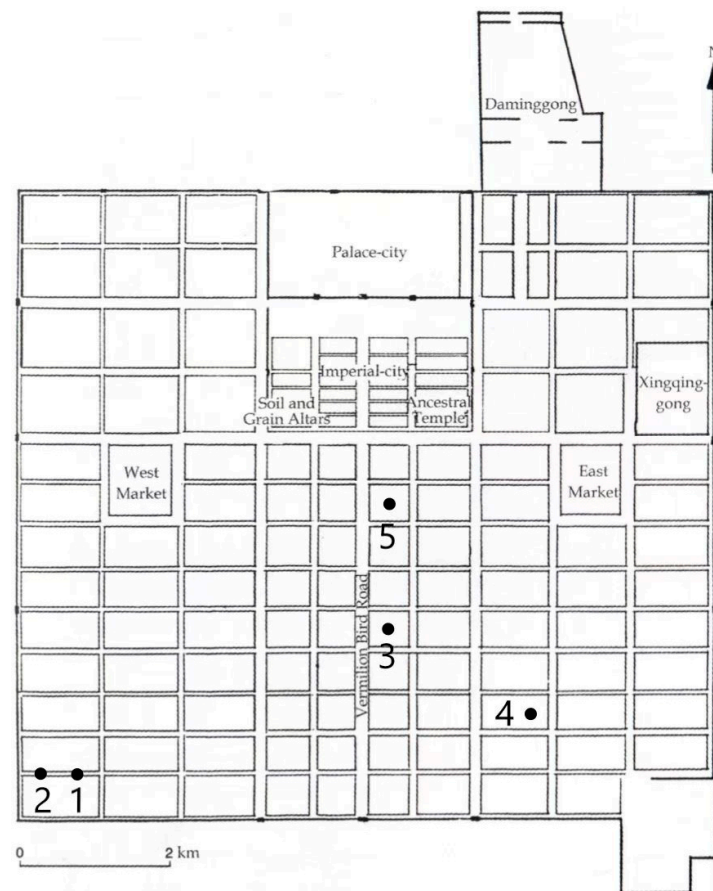 N
Daminggong
Palace-city
Imperial-city
Xingqing-
gong
Soil and
Grain Altars
Ancestral
Temple
West
Market
East
Market
5
Vermilion Bird Road
3
4
2
1
0
2 km